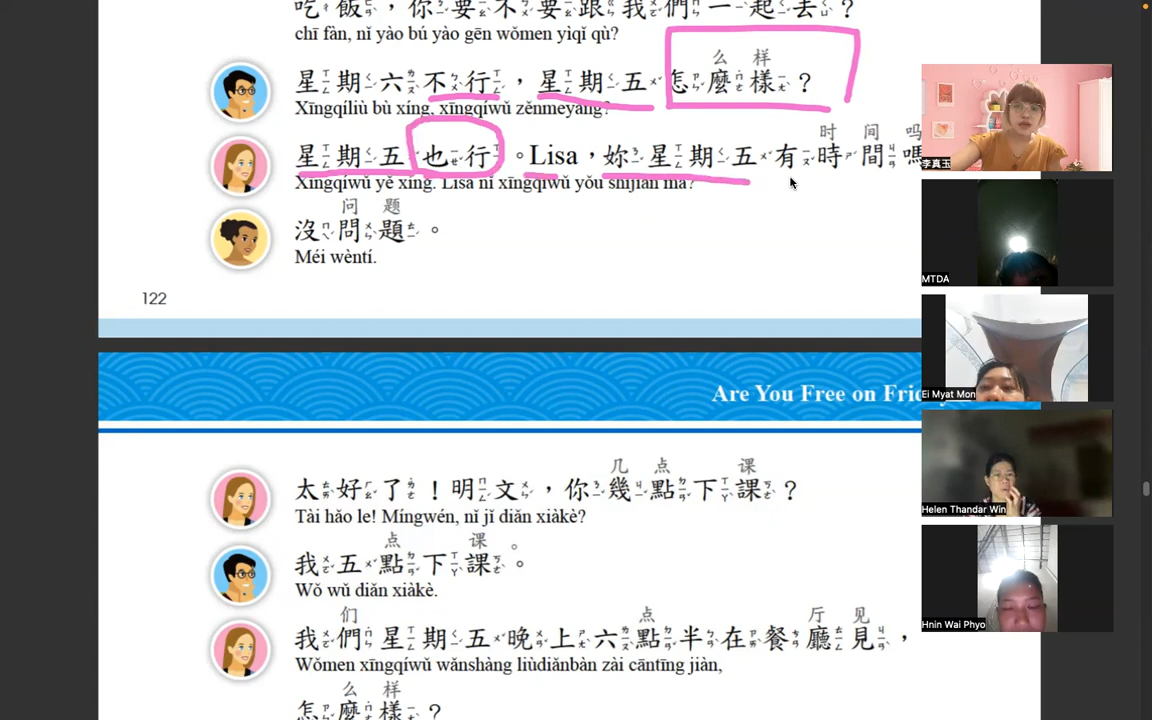 吃飯，你要不要跟我們一起去？
chī fàn, nǐ yào bú yào gēn wǒmen yìqǐ qù?
么样
星期六不行，星期五怎麼樣？
Xīngqíliù bù xíng, xīngqíwǔ zěnmeyàng?
时间吗
星期五也行。Lisa，妳星期五有時間嗎
Xīngqíwǔ yě xíng. Lisa nǐ xīngqíwǔ yǒu shíjiān ma?
问题
沒問題。
Méi wèntí.
122
Are You Free on Friday
几点课
太好了！明文，你幾點下課？
Tài hǎo le! Míngwén, nǐ jǐ diǎn xiàkè?
点课。
我五點下課。
Wǒ wǔ diǎn xiàkè.
们点厅见
我們星期五晚上六點半在餐廳見，
Wǒmen xīngqíwǔ wǎnshàng liùdiǎnbàn zài cāntīng jiàn,
么样
怎麼樣？
李真玉
MTDA
Ei Myat Mon
Helen Thandar Win
Hnin Wai Phyo